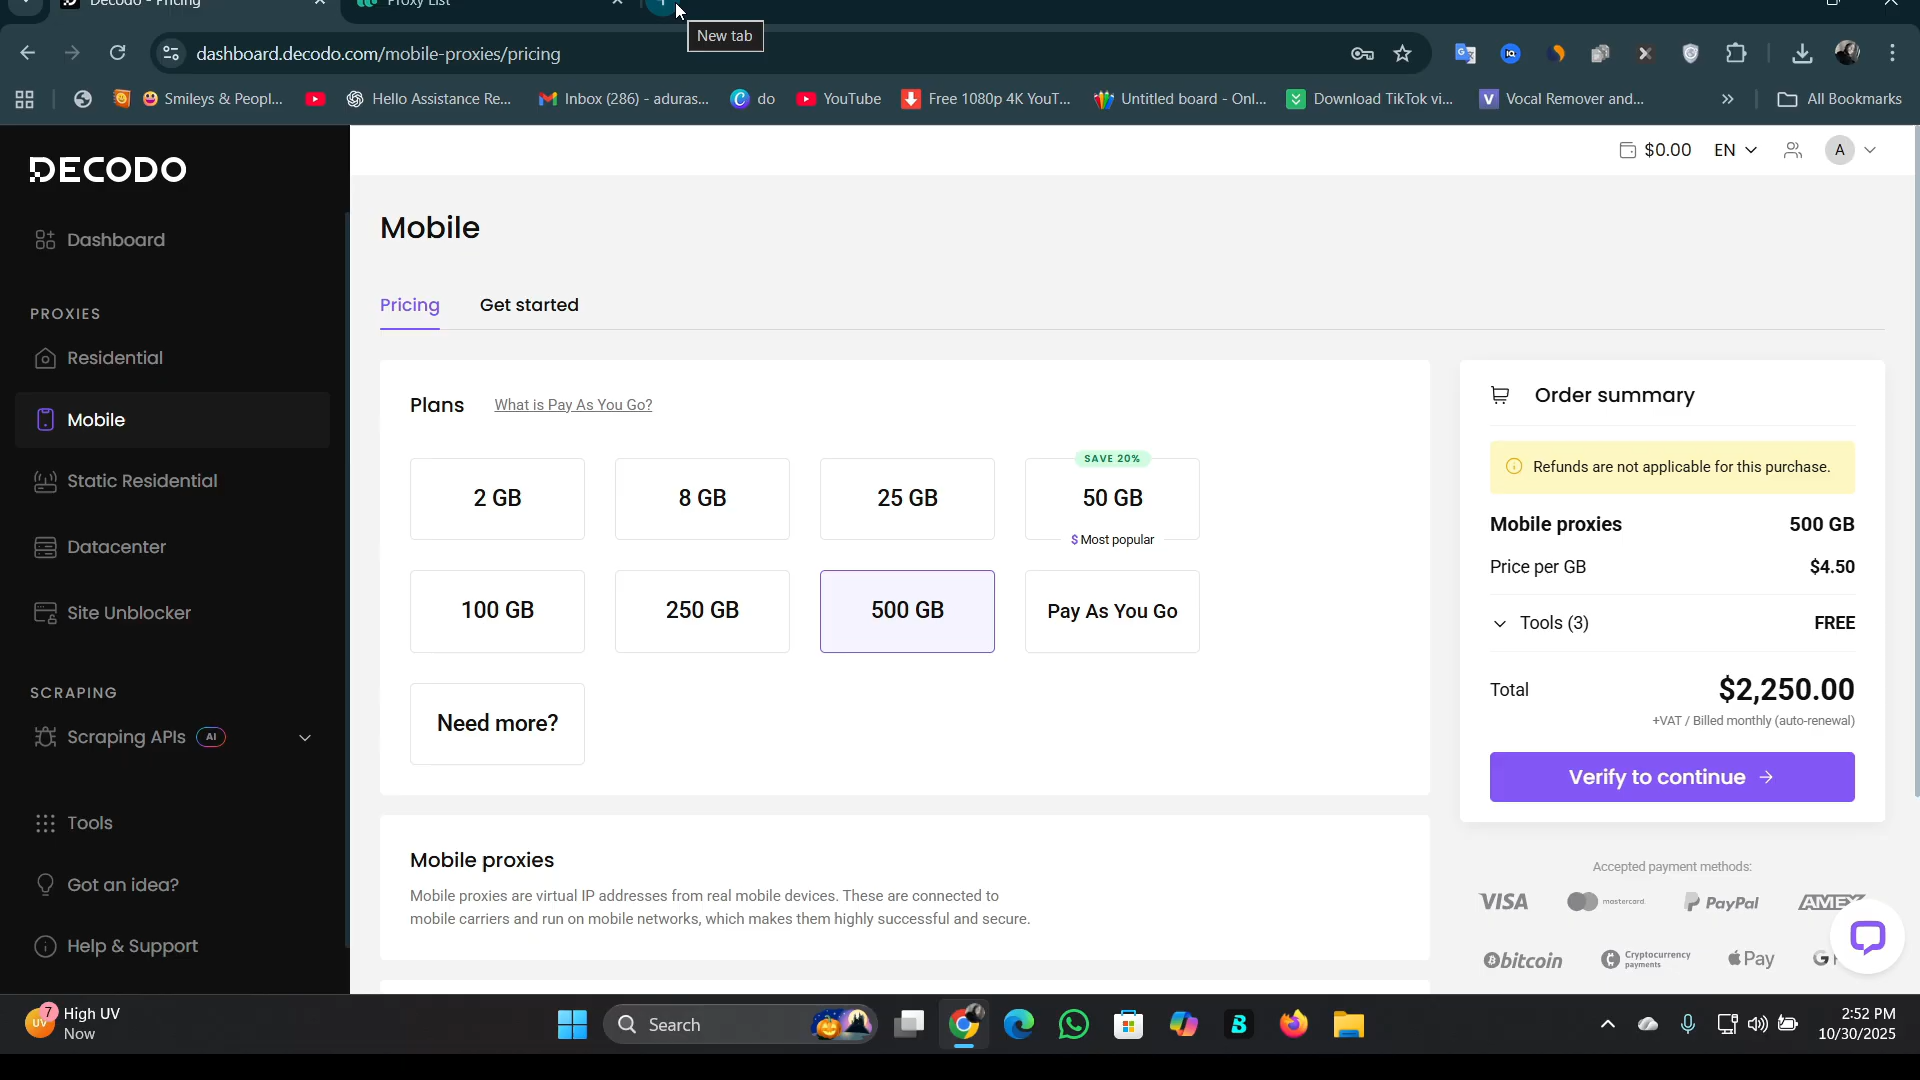 Decodo - Pricing
Proxy List
New tab
dashboard.decodo.com/mobile-proxies/pricing
Smileys & Peopl...
Hello Assistance Re...
Inbox (286) - aduras...
do
YouTube
Free 1080p 4K YouT...
Untitled board - Onl...
Download TikTok vi...
Vocal Remover and...
All Bookmarks
DECODO
$0.00
EN
A
Dashboard
PROXIES
Residential
Mobile
Static Residential
Datacenter
Site Unblocker
SCRAPING
Scraping APIs AI
Tools
Got an idea?
Help & Support
Mobile
Pricing
Get started
Plans
What is Pay As You Go?
2 GB
8 GB
25 GB
SAVE 20%
50 GB
$ Most popular
100 GB
250 GB
500 GB
Pay As You Go
Need more?
Mobile proxies
Mobile proxies are virtual IP addresses from real mobile devices. These are connected to
mobile carriers and run on mobile networks, which makes them highly successful and secure.
Order summary
Refunds are not applicable for this purchase.
Mobile proxies 500 GB
Price per GB $4.50
Tools (3) FREE
Total $2,250.00
+VAT / Billed monthly (auto-renewal)
Verify to continue
Accepted payment methods:
VISA
mastercard
PayPal
AMEX
bitcoin
Cryptocurrency
payments
Pay
7
UV
High UV
Now
Search
2:52 PM
10/30/2025